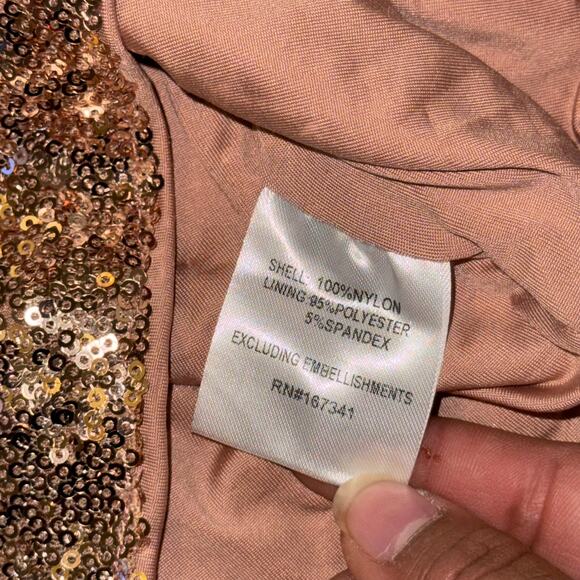 SHELL: 100%NYLON
LINING 95%POLYESTER
5%SPANDEX
EXCLUDING EMBELLISHMENTS
RN#167341